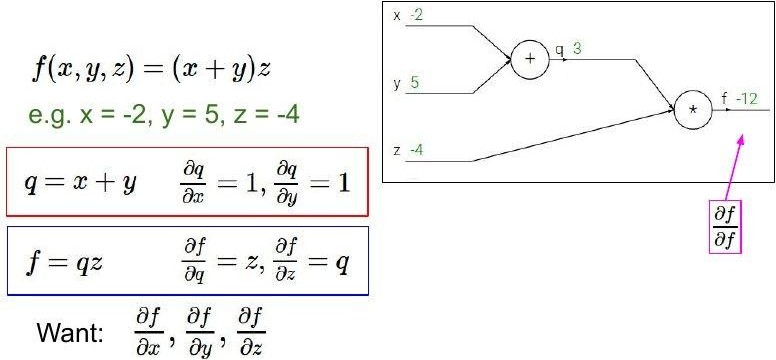 f(x, y, z) = (x + y)z
e.g. x = -2, y = 5, z = -4
q = x + y   ∂q/∂x = 1, ∂q/∂y = 1
f = qz   ∂f/∂q = z, ∂f/∂z = q
Want: ∂f/∂x, ∂f/∂y, ∂f/∂z
x -2
+
q 3
y 5
f -12
*
z -4
∂f/∂f